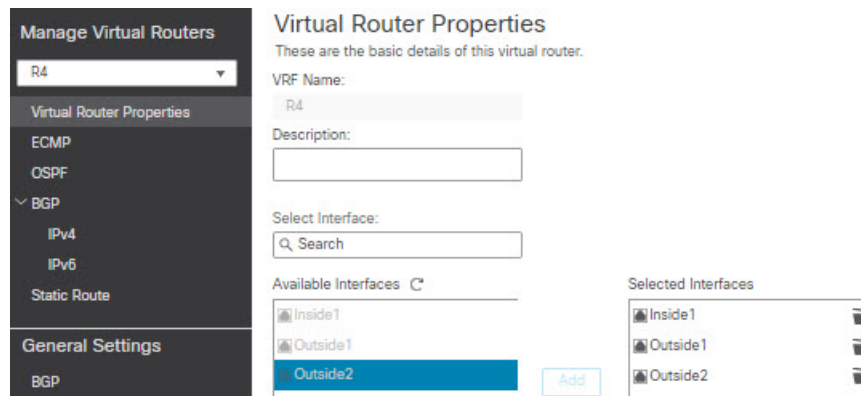 Manage Virtual Routers
R4
Virtual Router Properties
ECMP
OSPF
BGP
IPv4
IPv6
Static Route
General Settings
BGP
Virtual Router Properties
These are the basic details of this virtual router.
VRF Name:
R4
Description:
Select Interface:
Search
Available Interfaces
Inside1
Outside1
Outside2
Add
Selected Interfaces
Inside1
Outside1
Outside2